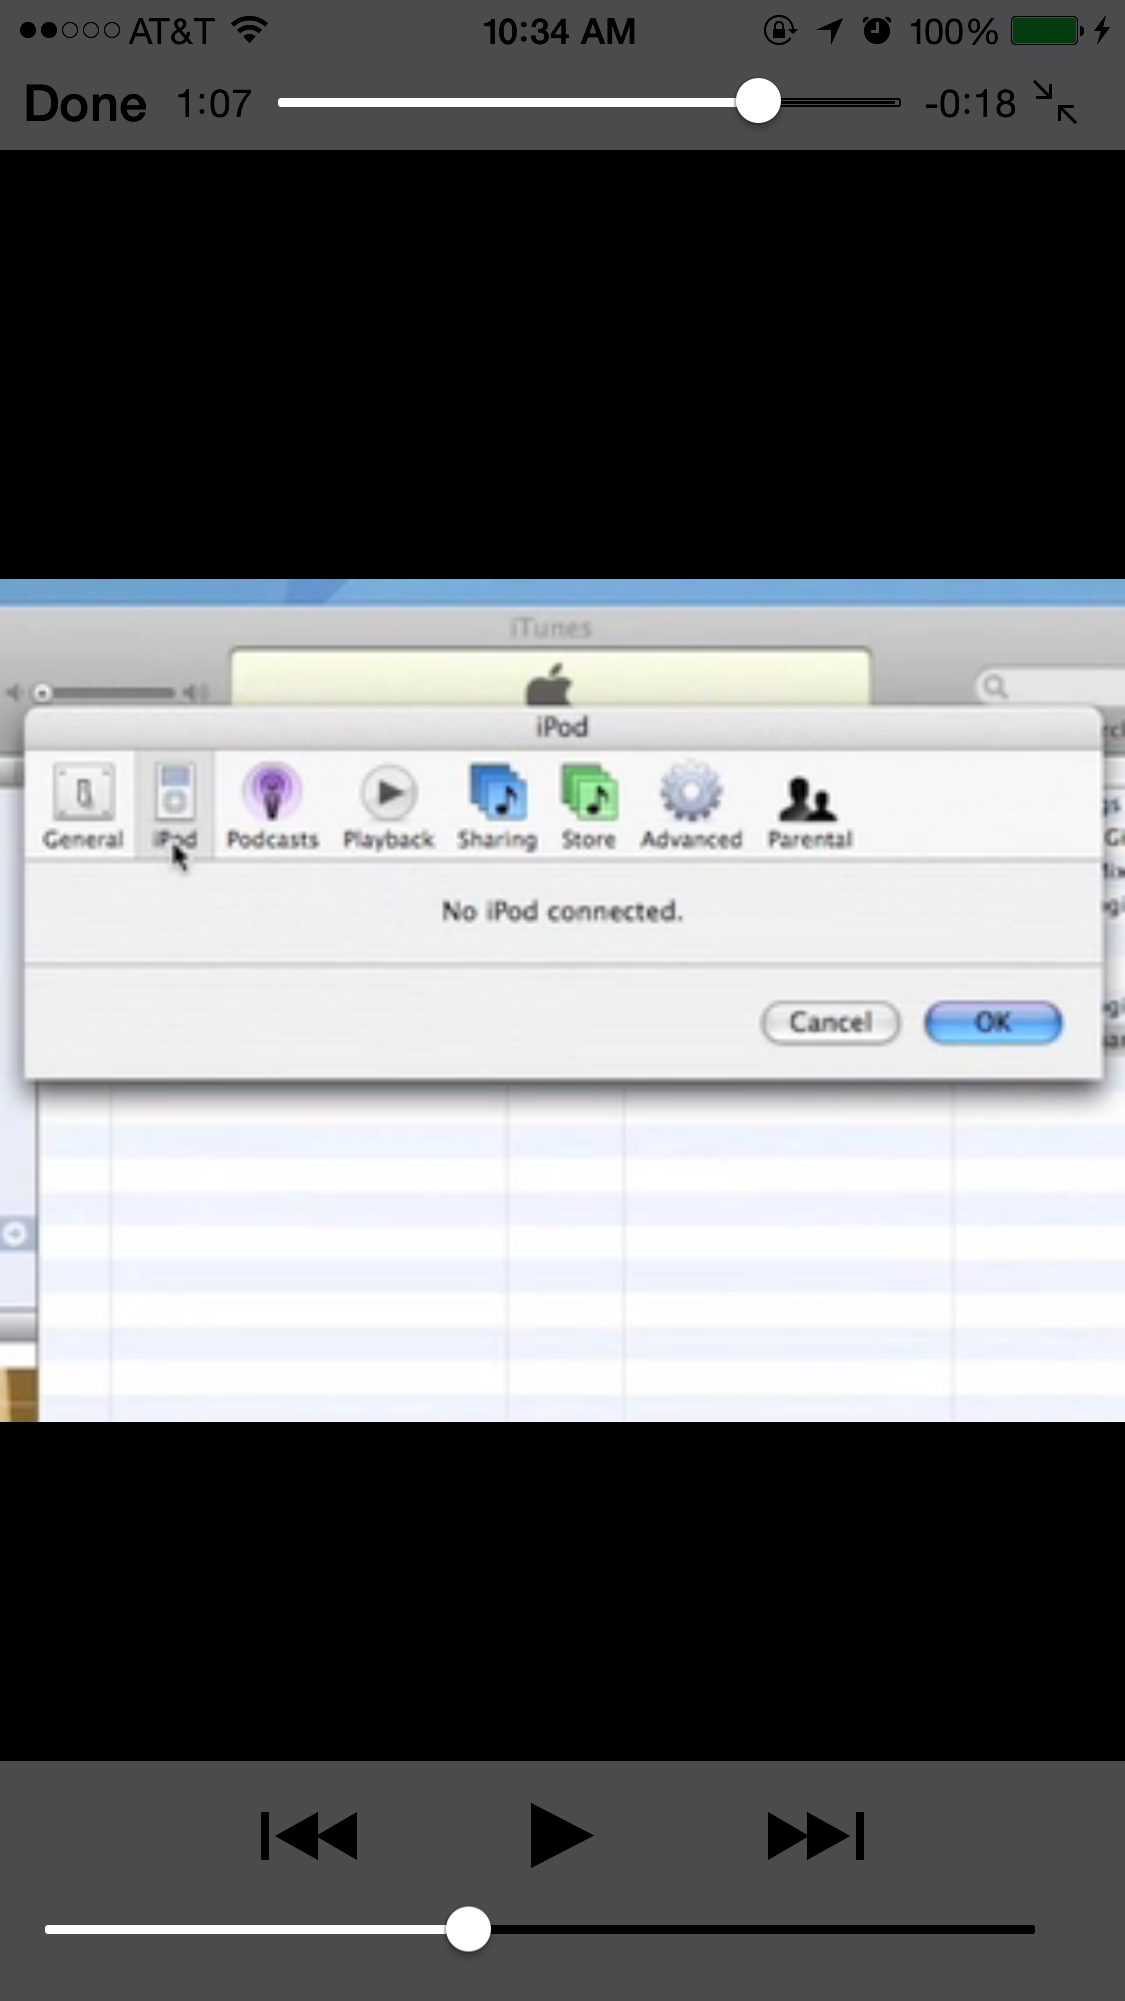 AT&T 10:34 AM 100%
Done 1:07 -0:18
iTunes
iPod
General iPod Podcasts Playback Sharing Store Advanced Parental
No iPod connected.
Cancel OK